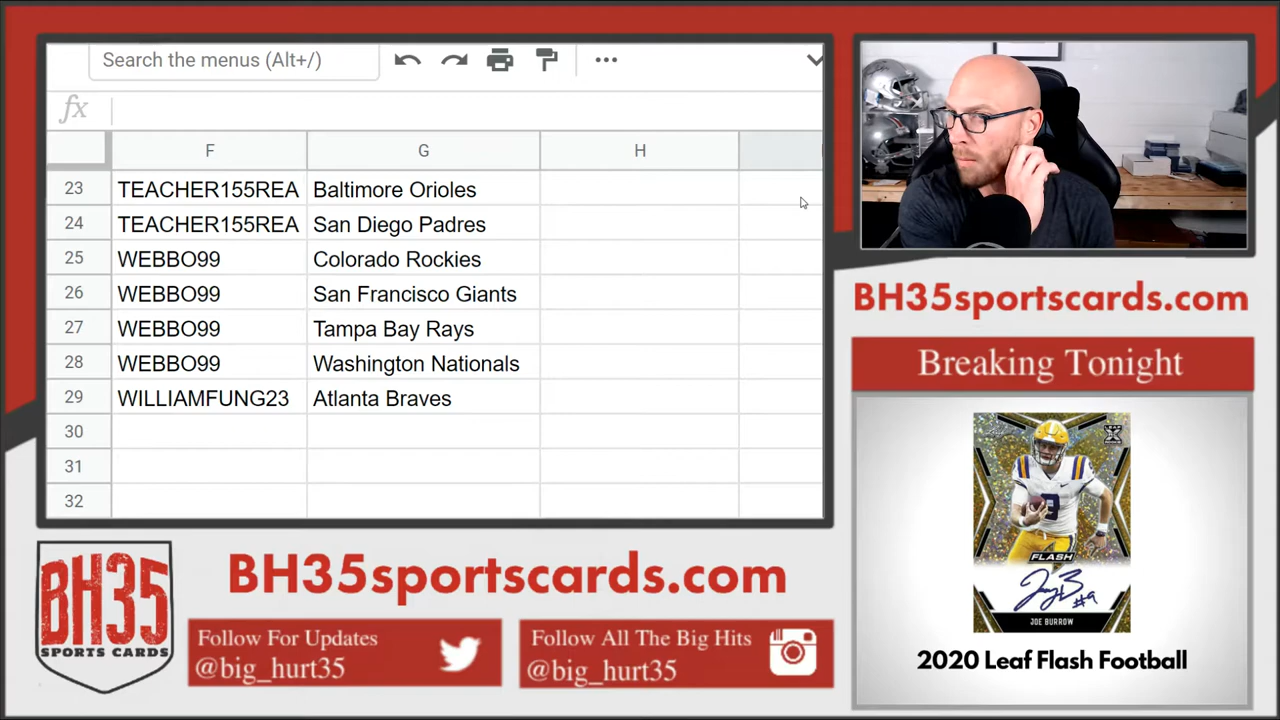 Search the menus (Alt+/)
fx
F G H
23 TEACHER155REA Baltimore Orioles
24 TEACHER155REA San Diego Padres
25 WEBBO99 Colorado Rockies
26 WEBBO99 San Francisco Giants
27 WEBBO99 Tampa Bay Rays
28 WEBBO99 Washington Nationals
29 WILLIAMFUNG23 Atlanta Braves
30
31
32
BH35sportscards.com
Breaking Tonight
FLASH
#9
JOE BURROW
2020 Leaf Flash Football
BH35
SPORTS CARDS
BH35sportscards.com
Follow For Updates
@big_hurt35
Follow All The Big Hits
@big_hurt35